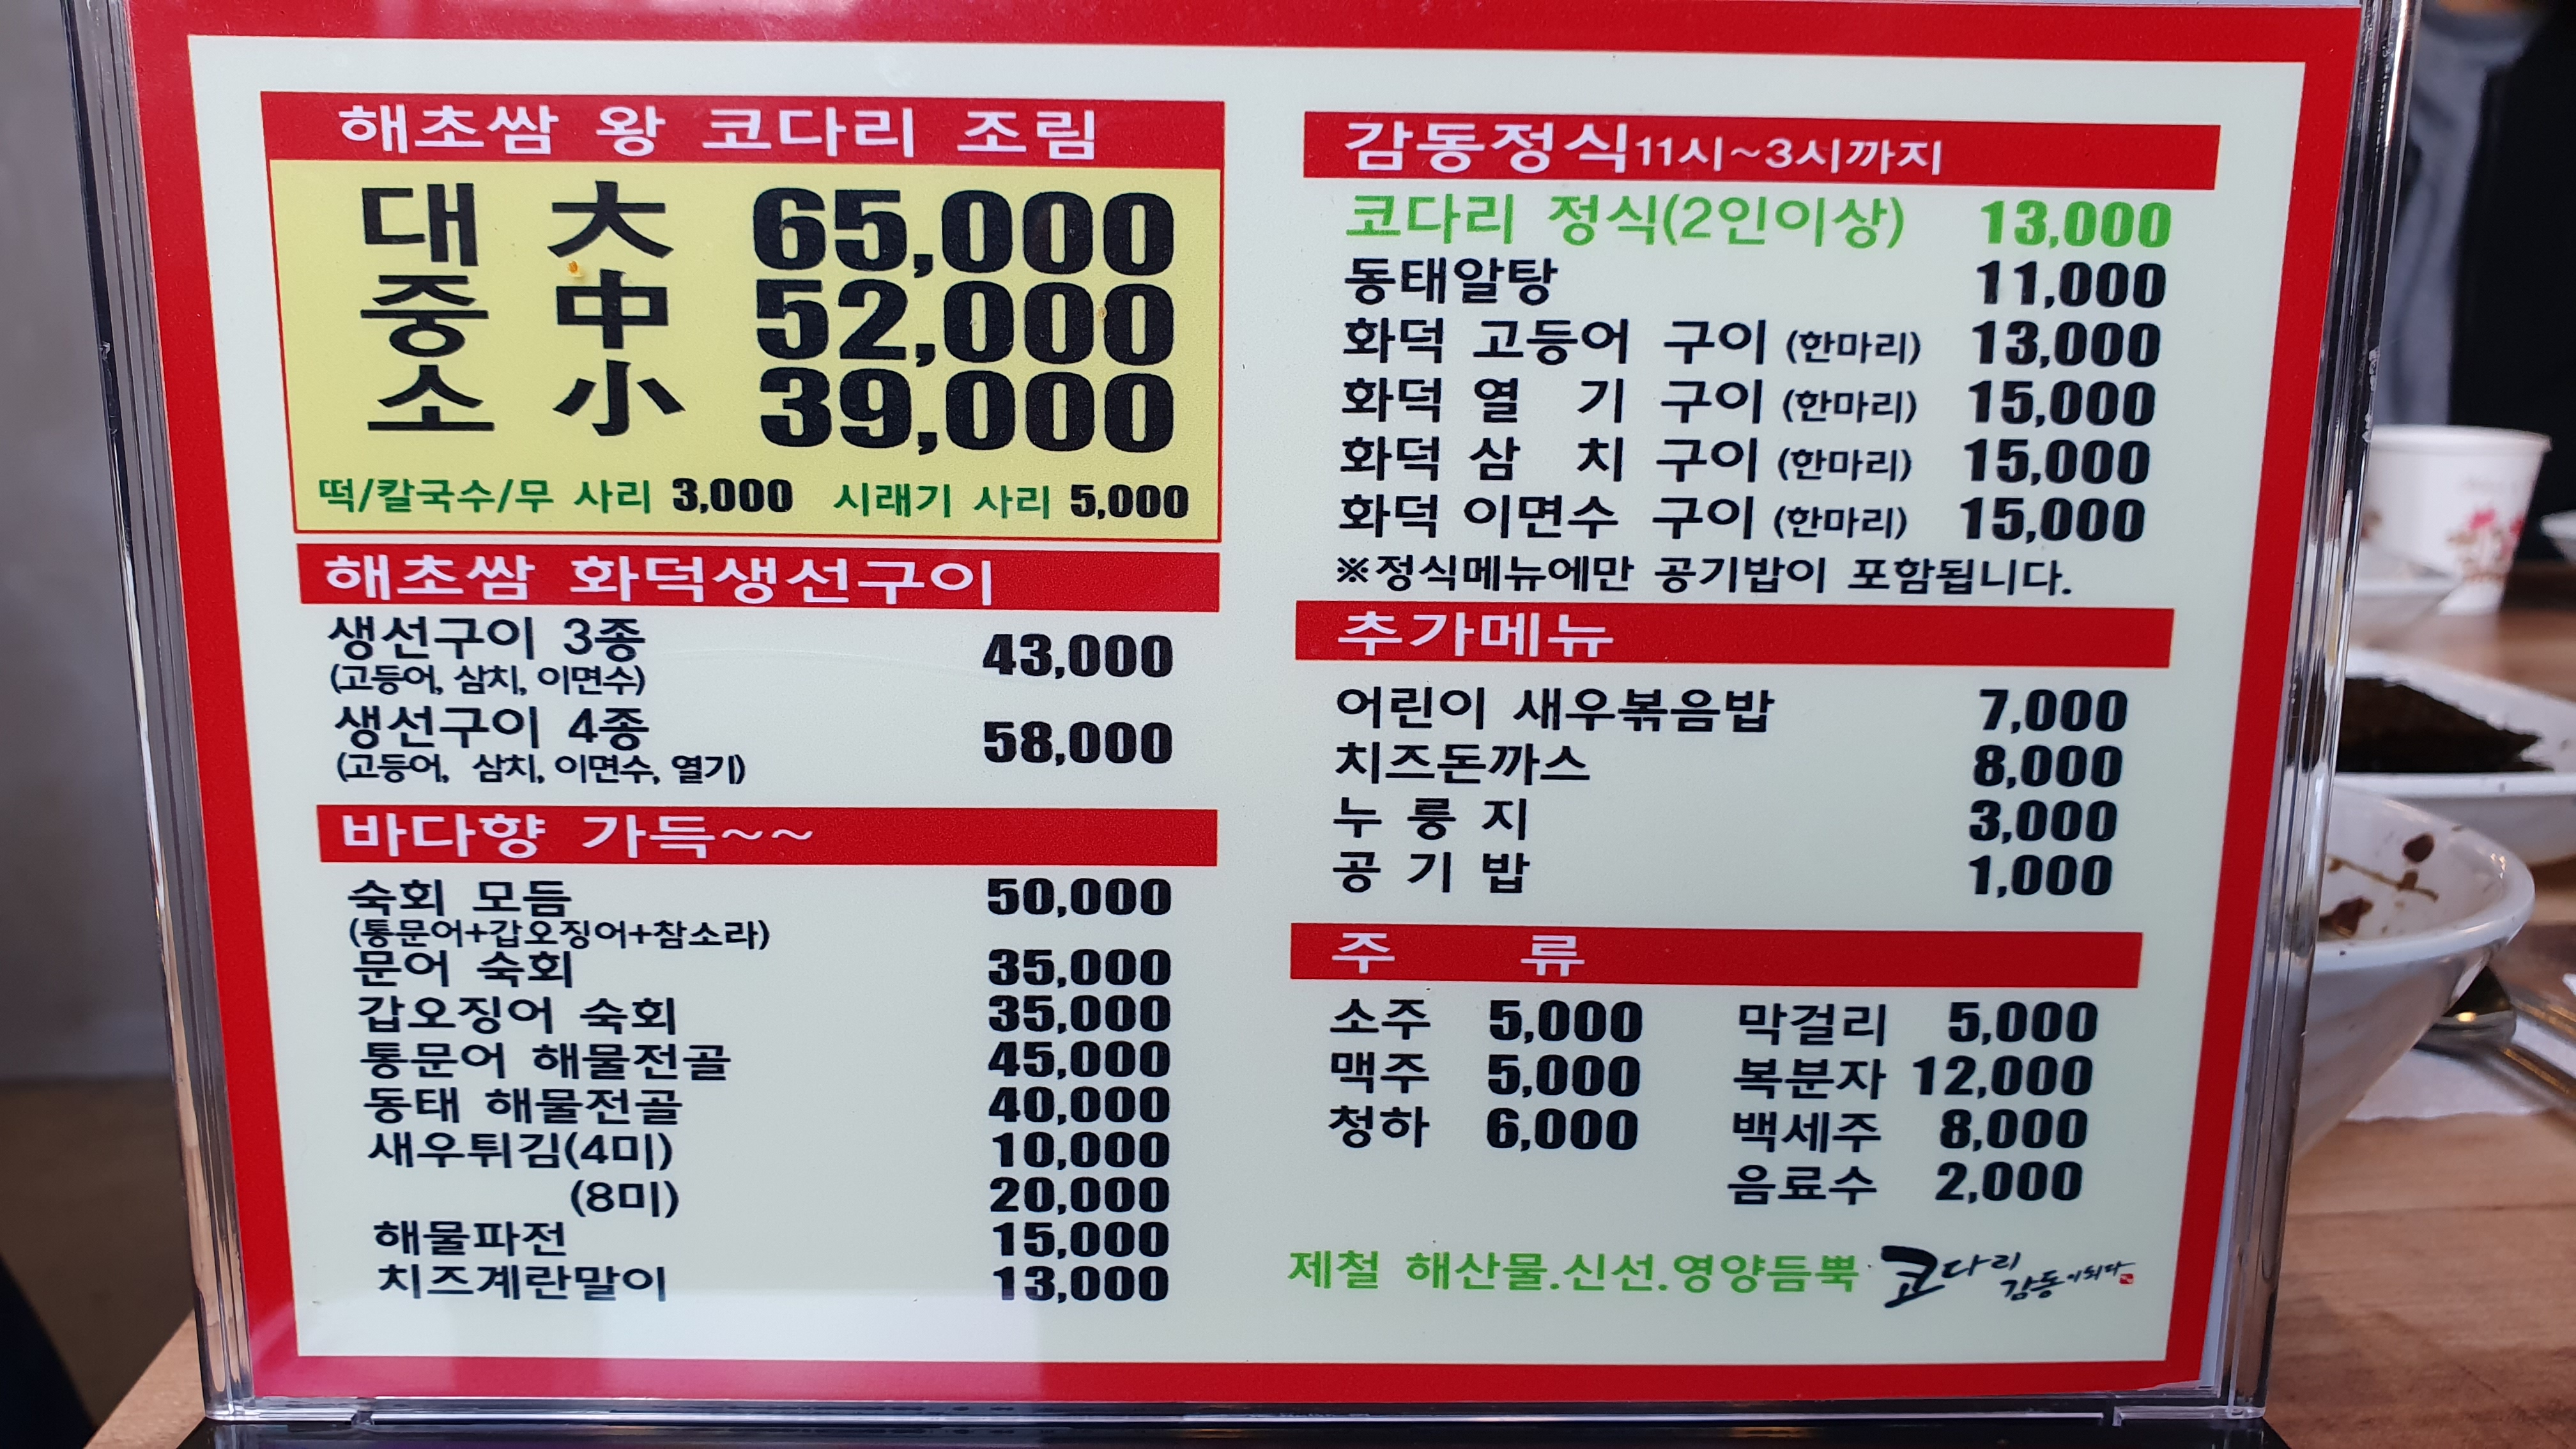 해초쌈 왕 코다리 조림
대 大 65,000
중 中 52,000
소 小 39,000
떡/칼국수/무 사리 3,000 시래기 사리 5,000
해초쌈 화덕생선구이
생선구이 3종 43,000
(고등어, 삼치, 이면수)
생선구이 4종 58,000
(고등어, 삼치, 이면수, 열기)
바다향 가득~~
숙회 모듬 50,000
(통문어+갑오징어+참소라)
문어 숙회 35,000
갑오징어 숙회 35,000
통문어 해물전골 45,000
동태 해물전골 40,000
새우튀김(4미) 10,000
(8미) 20,000
해물파전 15,000
치즈계란말이 13,000
감동정식11시~3시까지
코다리 정식(2인이상) 13,000
동태알탕 11,000
화덕 고등어 구이 (한마리) 13,000
화덕 열 기 구이 (한마리) 15,000
화덕 삼 치 구이 (한마리) 15,000
화덕 이면수 구이 (한마리) 15,000
※정식메뉴에만 공기밥이 포함됩니다.
추가메뉴
어린이 새우볶음밥 7,000
치즈돈까스 8,000
누 룽 지 3,000
공 기 밥 1,000
주 류
소주 5,000 막걸리 5,000
맥주 5,000 복분자 12,000
청하 6,000 백세주 8,000
음료수 2,000
제철 해산물.신선.영양듬뿍 코다리 감동이되다